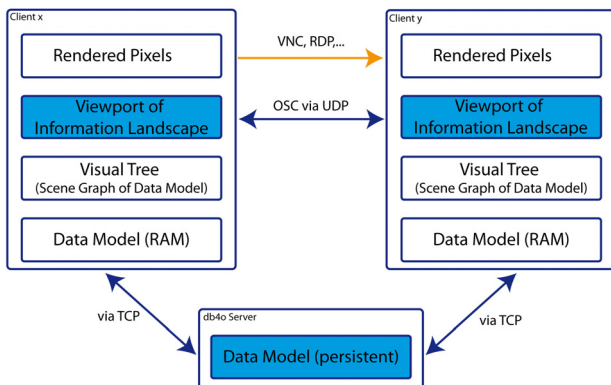 Client x
Rendered Pixels
Viewport of
Information Landscape
Visual Tree
(Scene Graph of Data Model)
Data Model (RAM)
VNC, RDP,...
OSC via UDP
Client y
Rendered Pixels
Viewport of
Information Landscape
Visual Tree
(Scene Graph of Data Model)
Data Model (RAM)
via TCP
via TCP
db4o Server
Data Model (persistent)